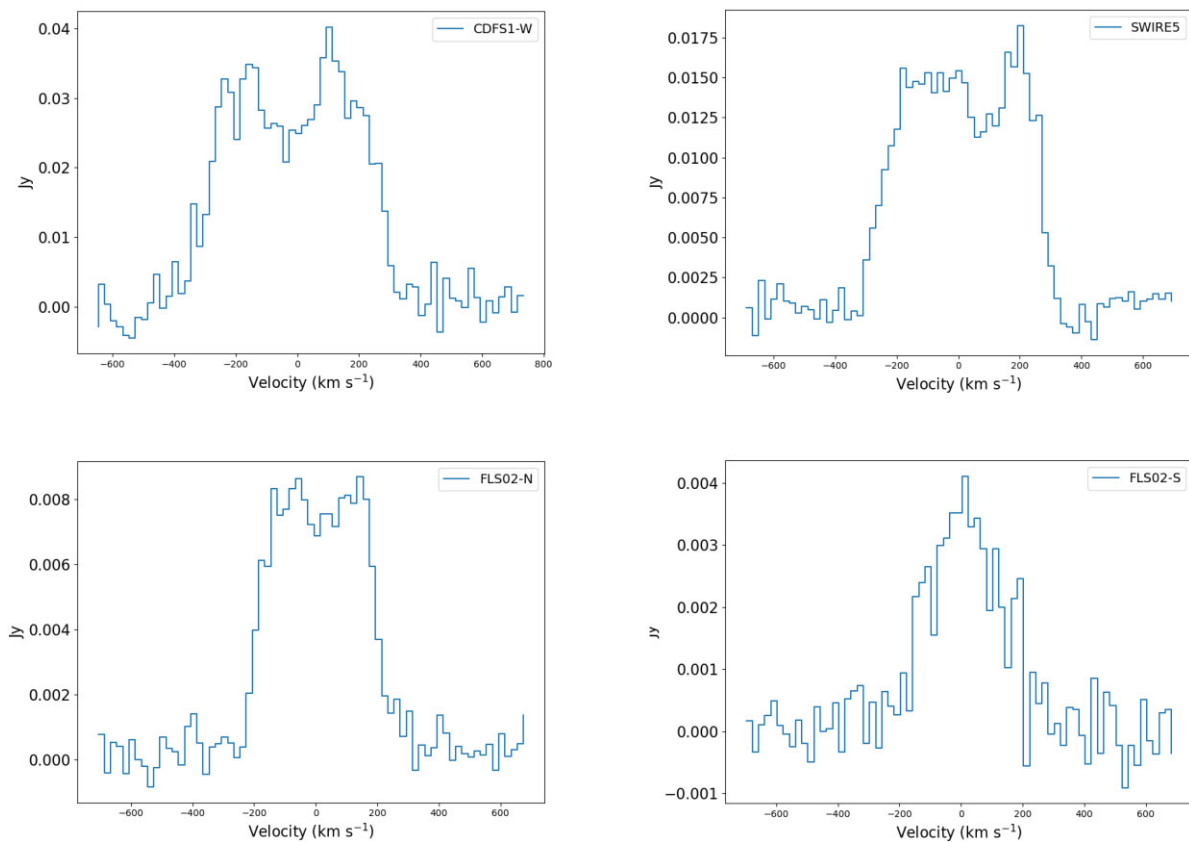 CDFS1-W
0.04
0.03
0.02
0.01
0.00
Jy
−600 −400 −200 0 200 400 600 800
Velocity (km s⁻¹)
SWIRE5
0.0175
0.0150
0.0125
0.0100
0.0075
0.0050
0.0025
0.0000
Jy
−600 −400 −200 0 200 400 600
Velocity (km s⁻¹)
FLS02-N
0.008
0.006
0.004
0.002
0.000
Jy
−600 −400 −200 0 200 400 600
Velocity (km s⁻¹)
FLS02-S
0.004
0.003
0.002
0.001
0.000
−0.001
Jy
−600 −400 −200 0 200 400 600
Velocity (km s⁻¹)